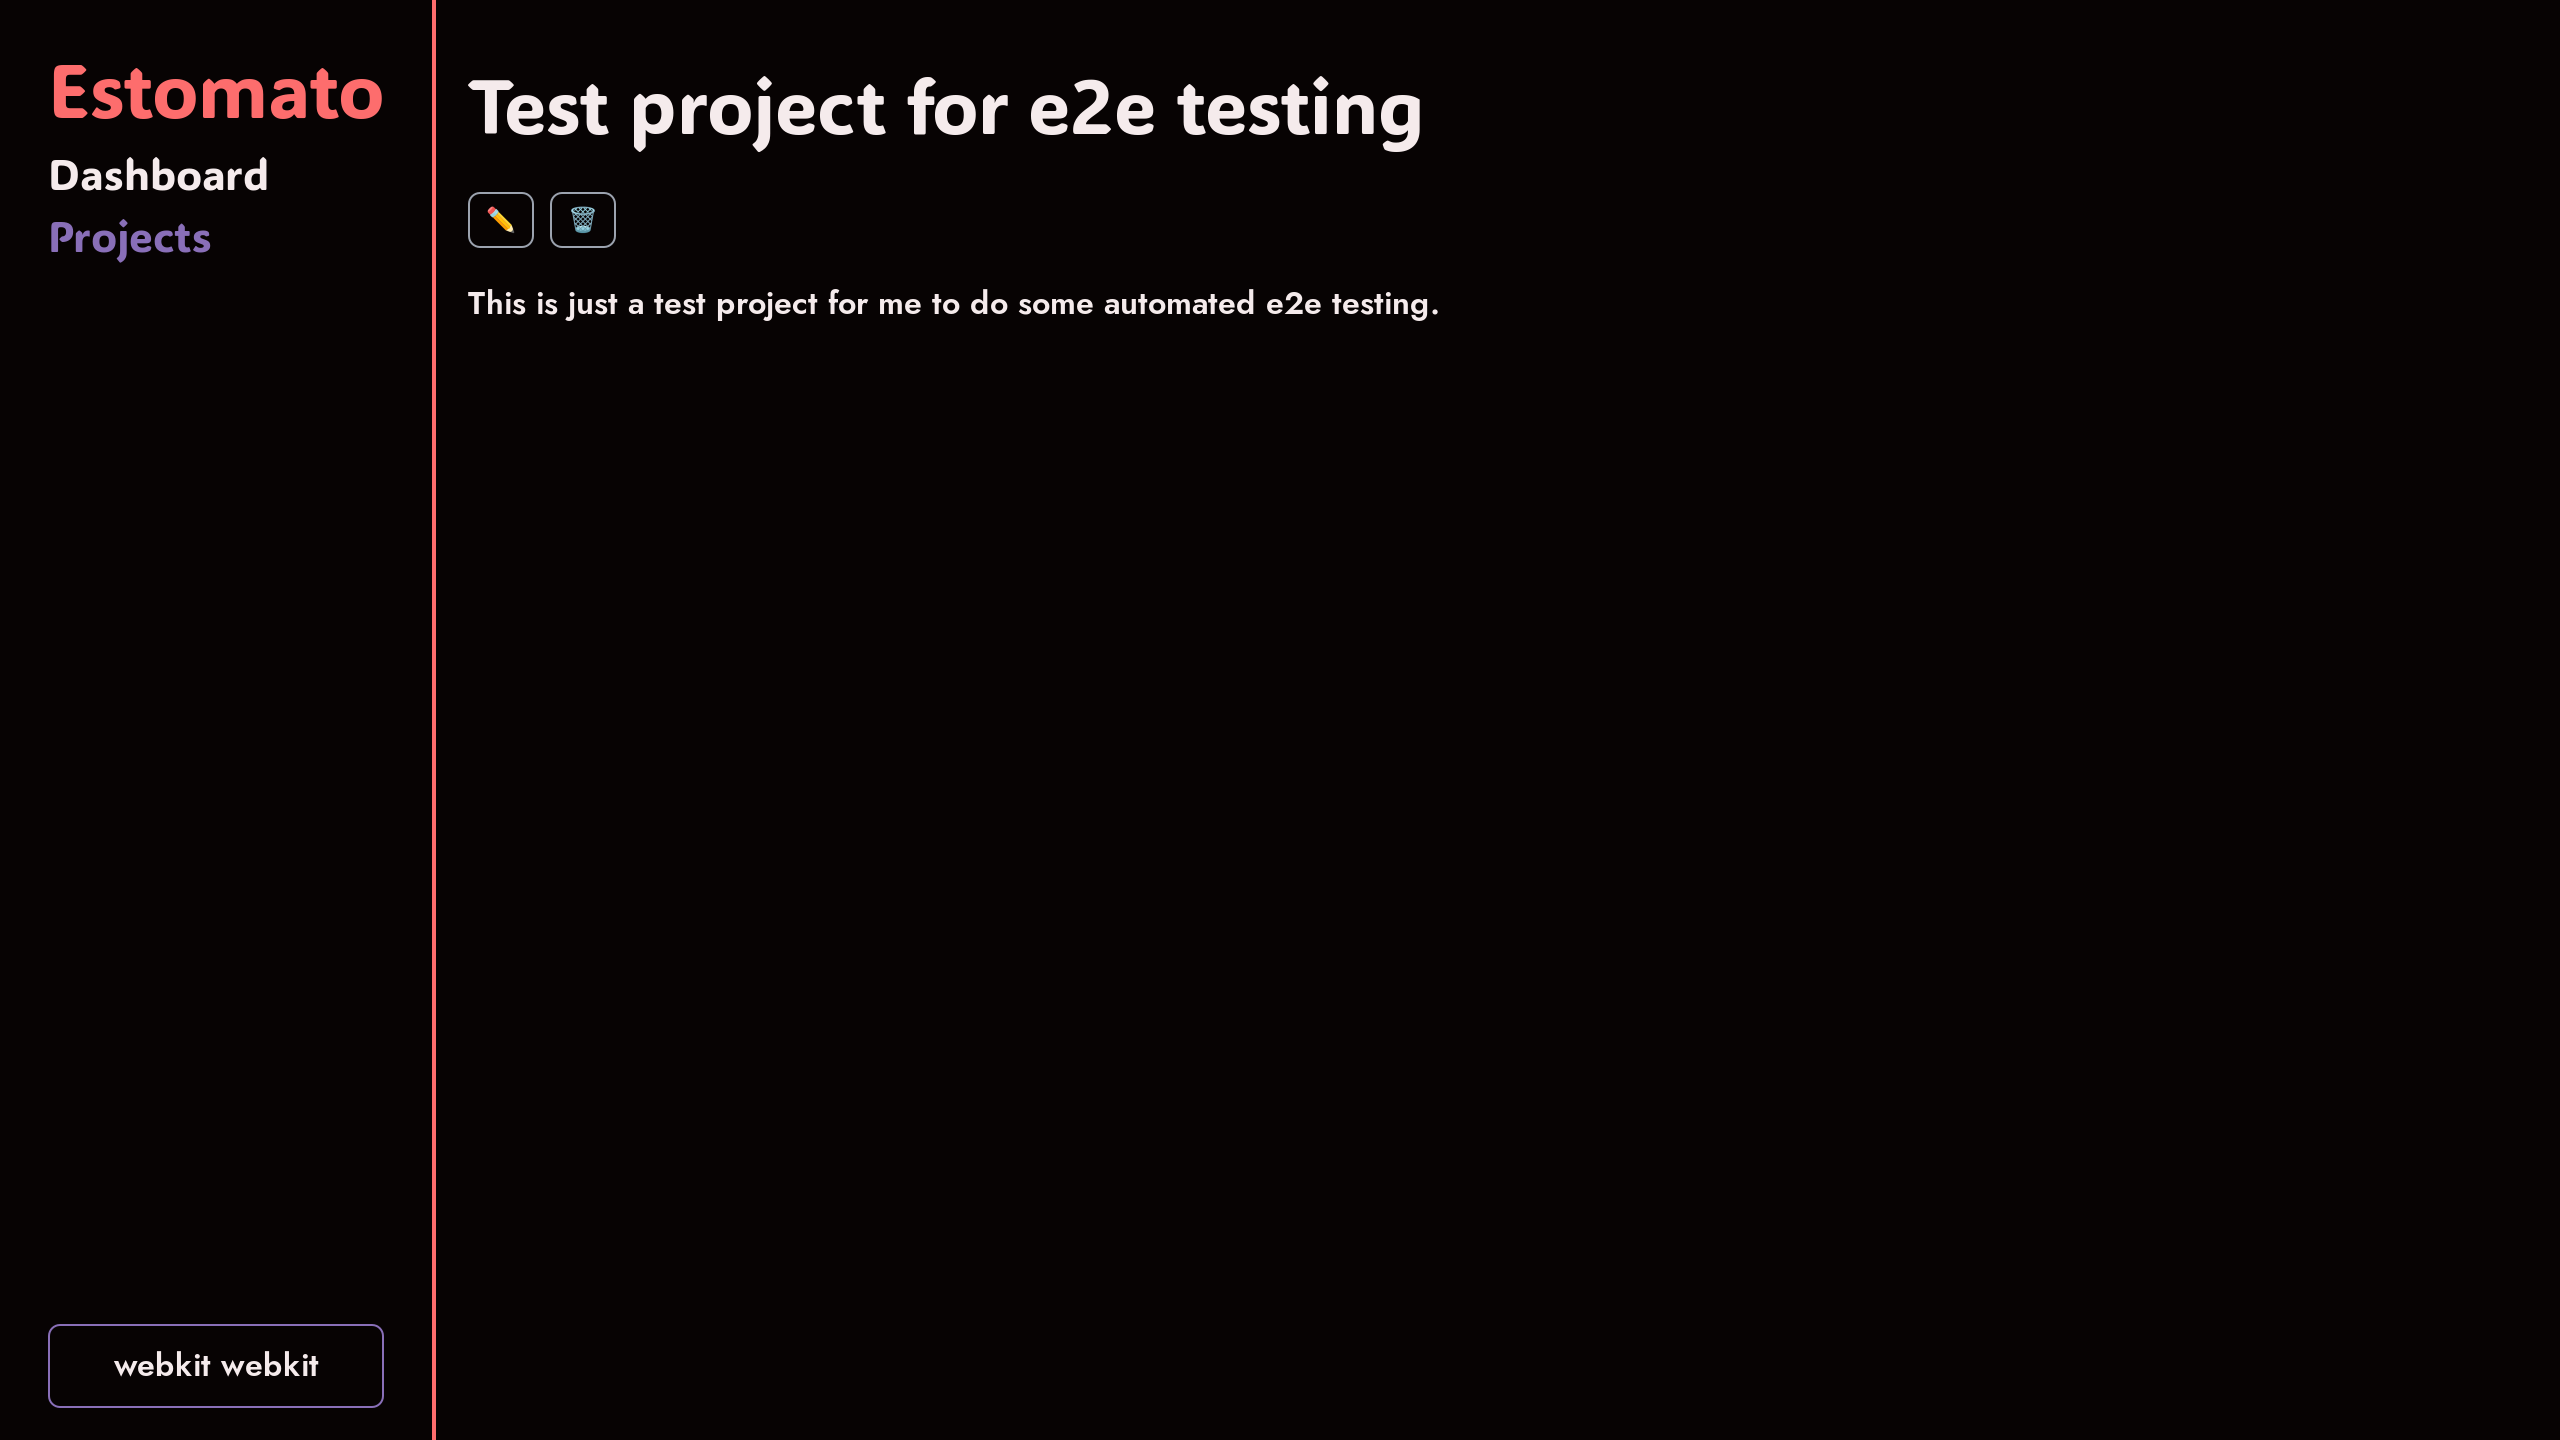 Estomato
Dashboard
Projects
Test project for e2e testing
This is just a test project for me to do some automated e2e testing.
webkit webkit